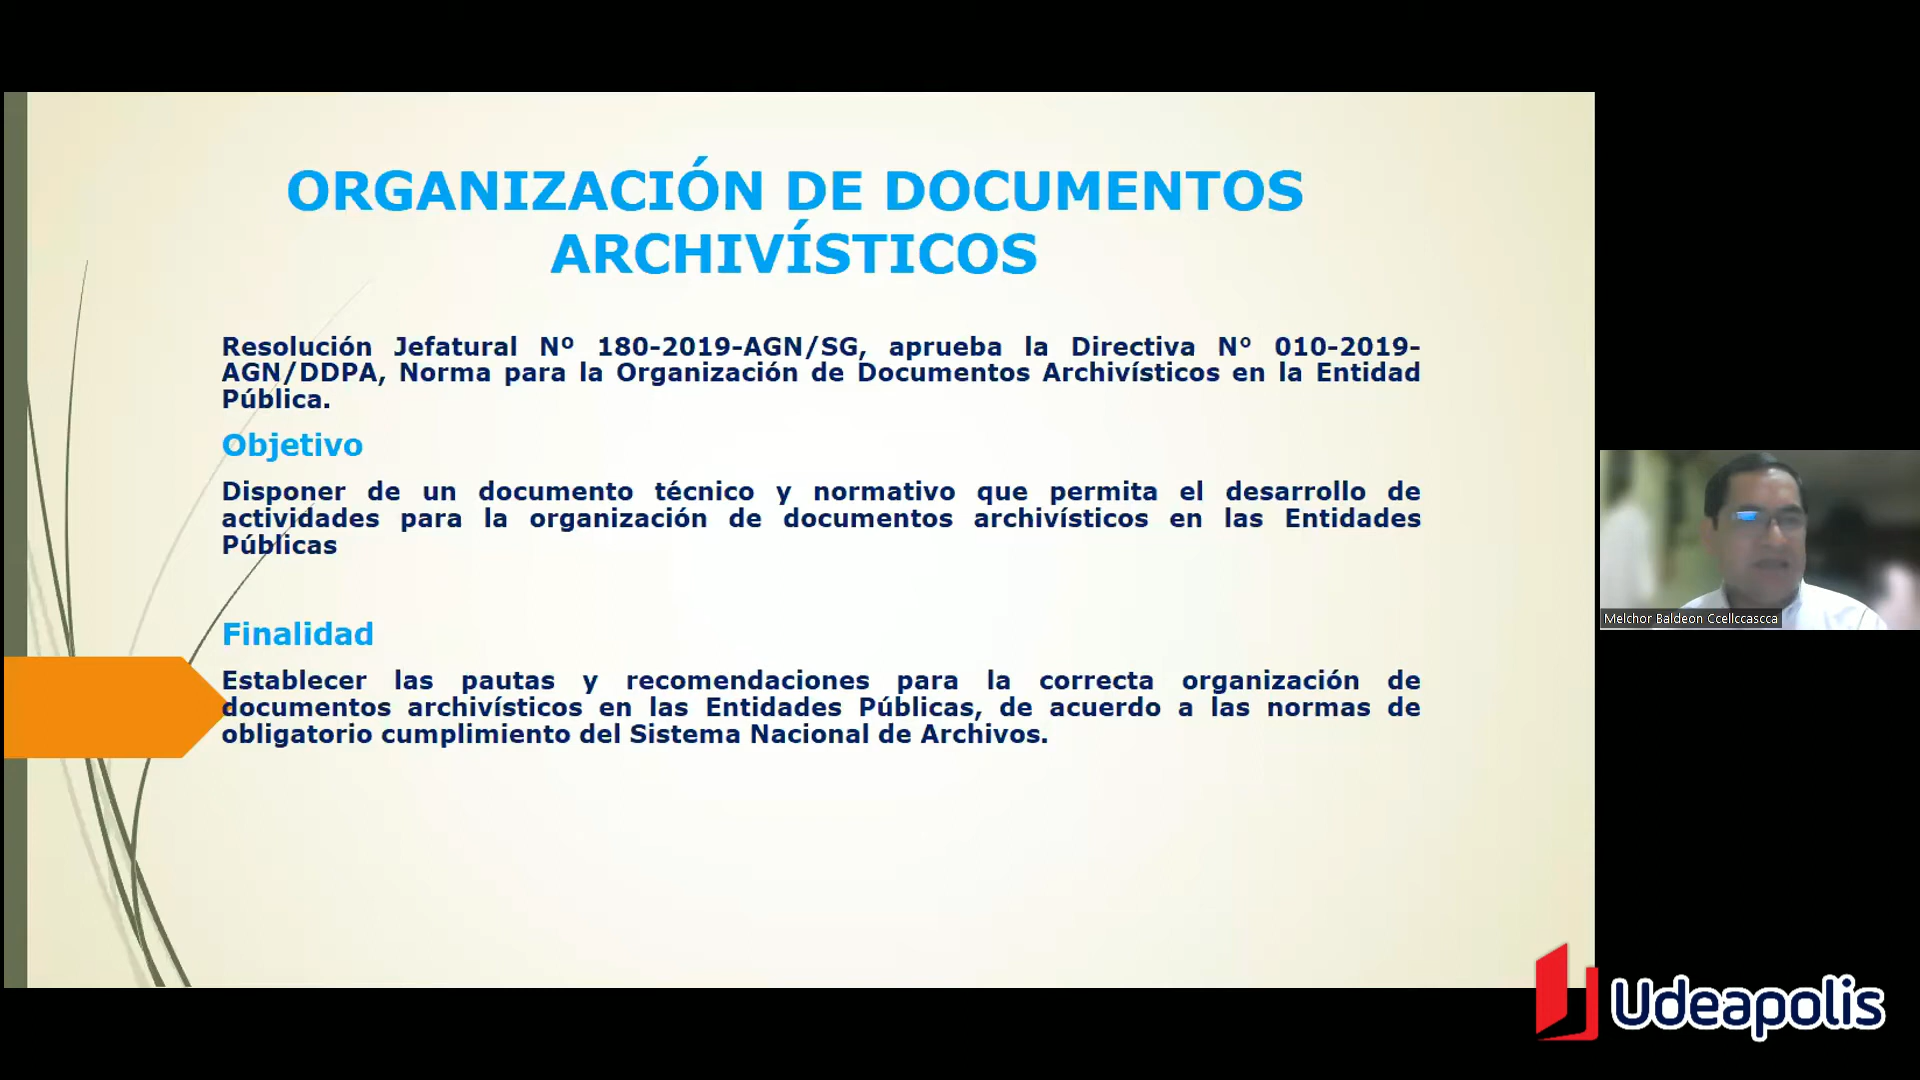 ORGANIZACIÓN DE DOCUMENTOS
ARCHIVÍSTICOS
Resolución Jefatural Nº 180-2019-AGN/SG, aprueba la Directiva Nº 010-2019-
AGN/DDPA, Norma para la Organización de Documentos Archivísticos en la Entidad
Pública.
Objetivo
Disponer de un documento técnico y normativo que permita el desarrollo de
actividades para la organización de documentos archivísticos en las Entidades
Públicas
Finalidad
Establecer las pautas y recomendaciones para la correcta organización de
documentos archivísticos en las Entidades Públicas, de acuerdo a las normas de
obligatorio cumplimiento del Sistema Nacional de Archivos.
Melchor Baldeon Ccellccascca
Udeapolis